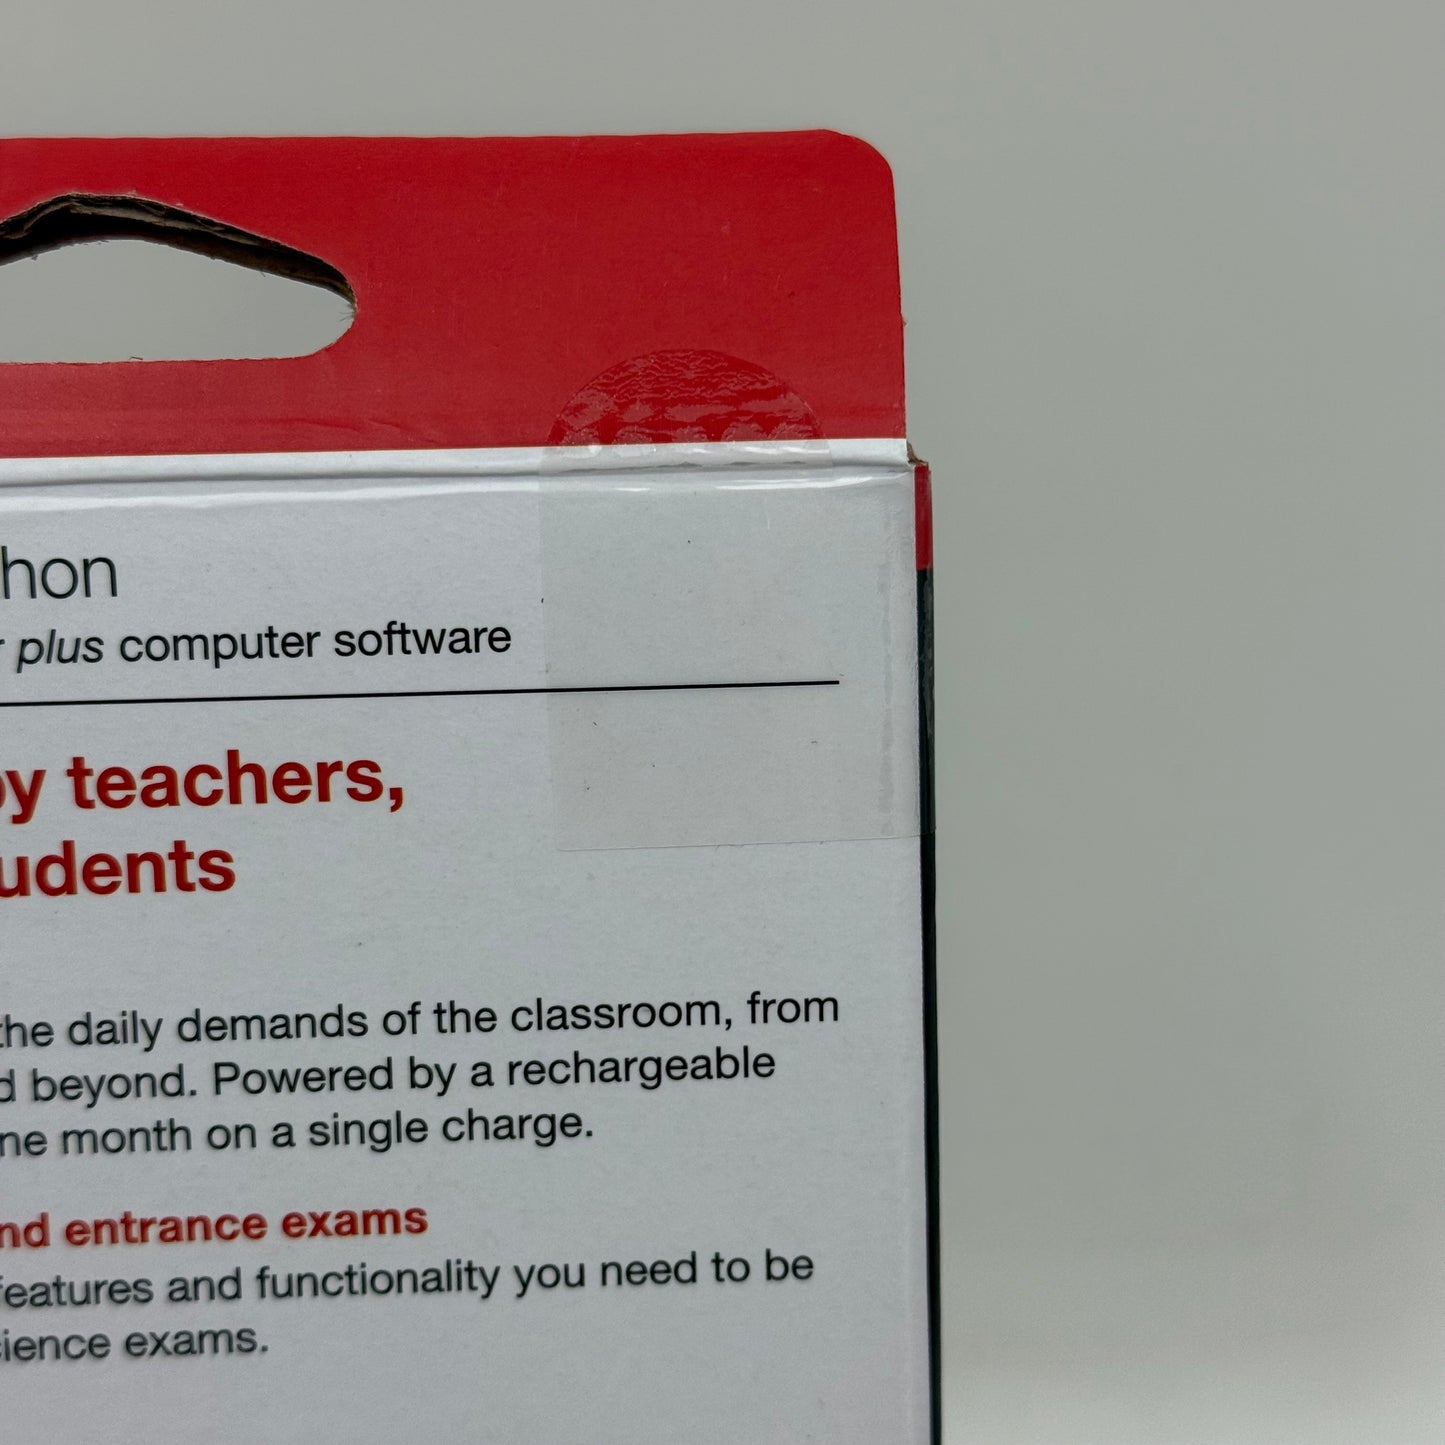 hon
plus computer software
by teachers,
udents
the daily demands of the classroom, from
d beyond. Powered by a rechargeable
ne month on a single charge.
nd entrance exams
features and functionality you need to be
ience exams.